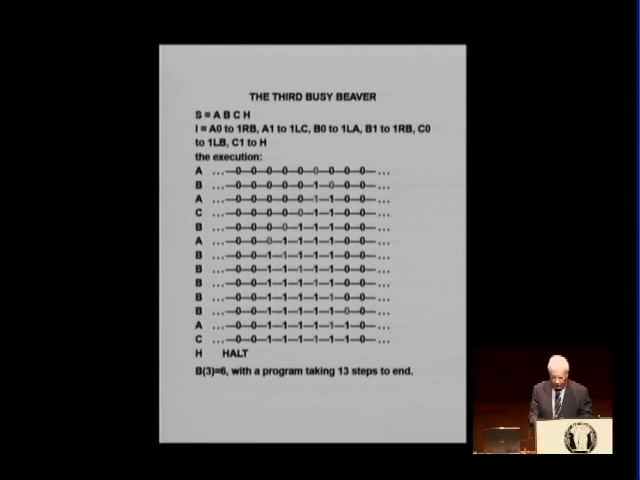 THE THIRD BUSY BEAVER
S = A B C H
I = A0 to 1RB, A1 to 1LC, B0 to 1LA, B1 to 1RB, C0
to 1LB, C1 to H
the execution:
A ...—0—0—0—0—0—0—0—0—0—...
B ...—0—0—0—0—0—1—0—0—0—...
A ...—0—0—0—0—0—1—1—0—0—...
C ...—0—0—0—0—0—1—1—0—0—...
B ...—0—0—0—0—1—1—1—0—0—...
A ...—0—0—0—1—1—1—1—0—0—...
B ...—0—0—1—1—1—1—1—0—0—...
B ...—0—0—1—1—1—1—1—0—0—...
B ...—0—0—1—1—1—1—1—0—0—...
B ...—0—0—1—1—1—1—1—0—0—...
B ...—0—0—1—1—1—1—1—0—0—...
A ...—0—0—1—1—1—1—1—1—0—...
C ...—0—0—1—1—1—1—1—1—0—...
H HALT
B(3)=6, with a program taking 13 steps to end.